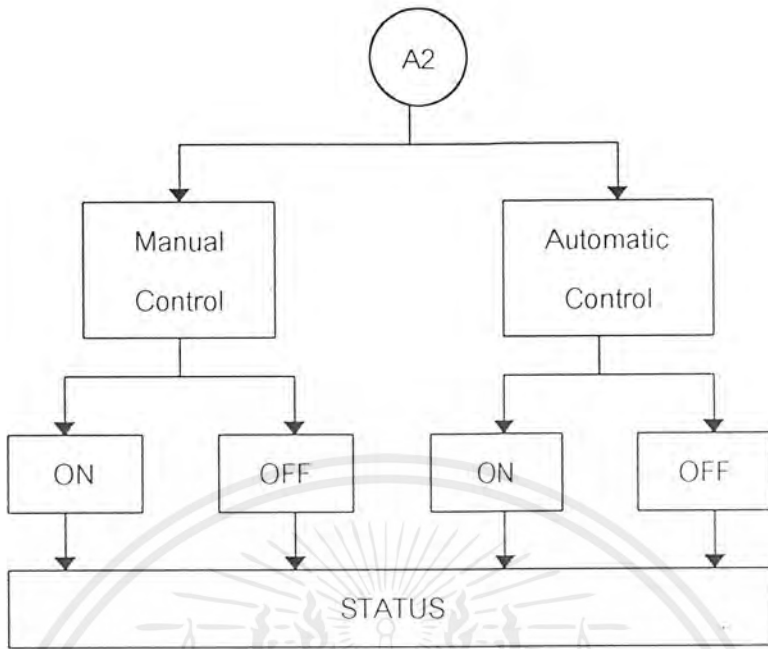 A2
Manual
Control
Automatic
Control
ON
OFF
ON
OFF
STATUS